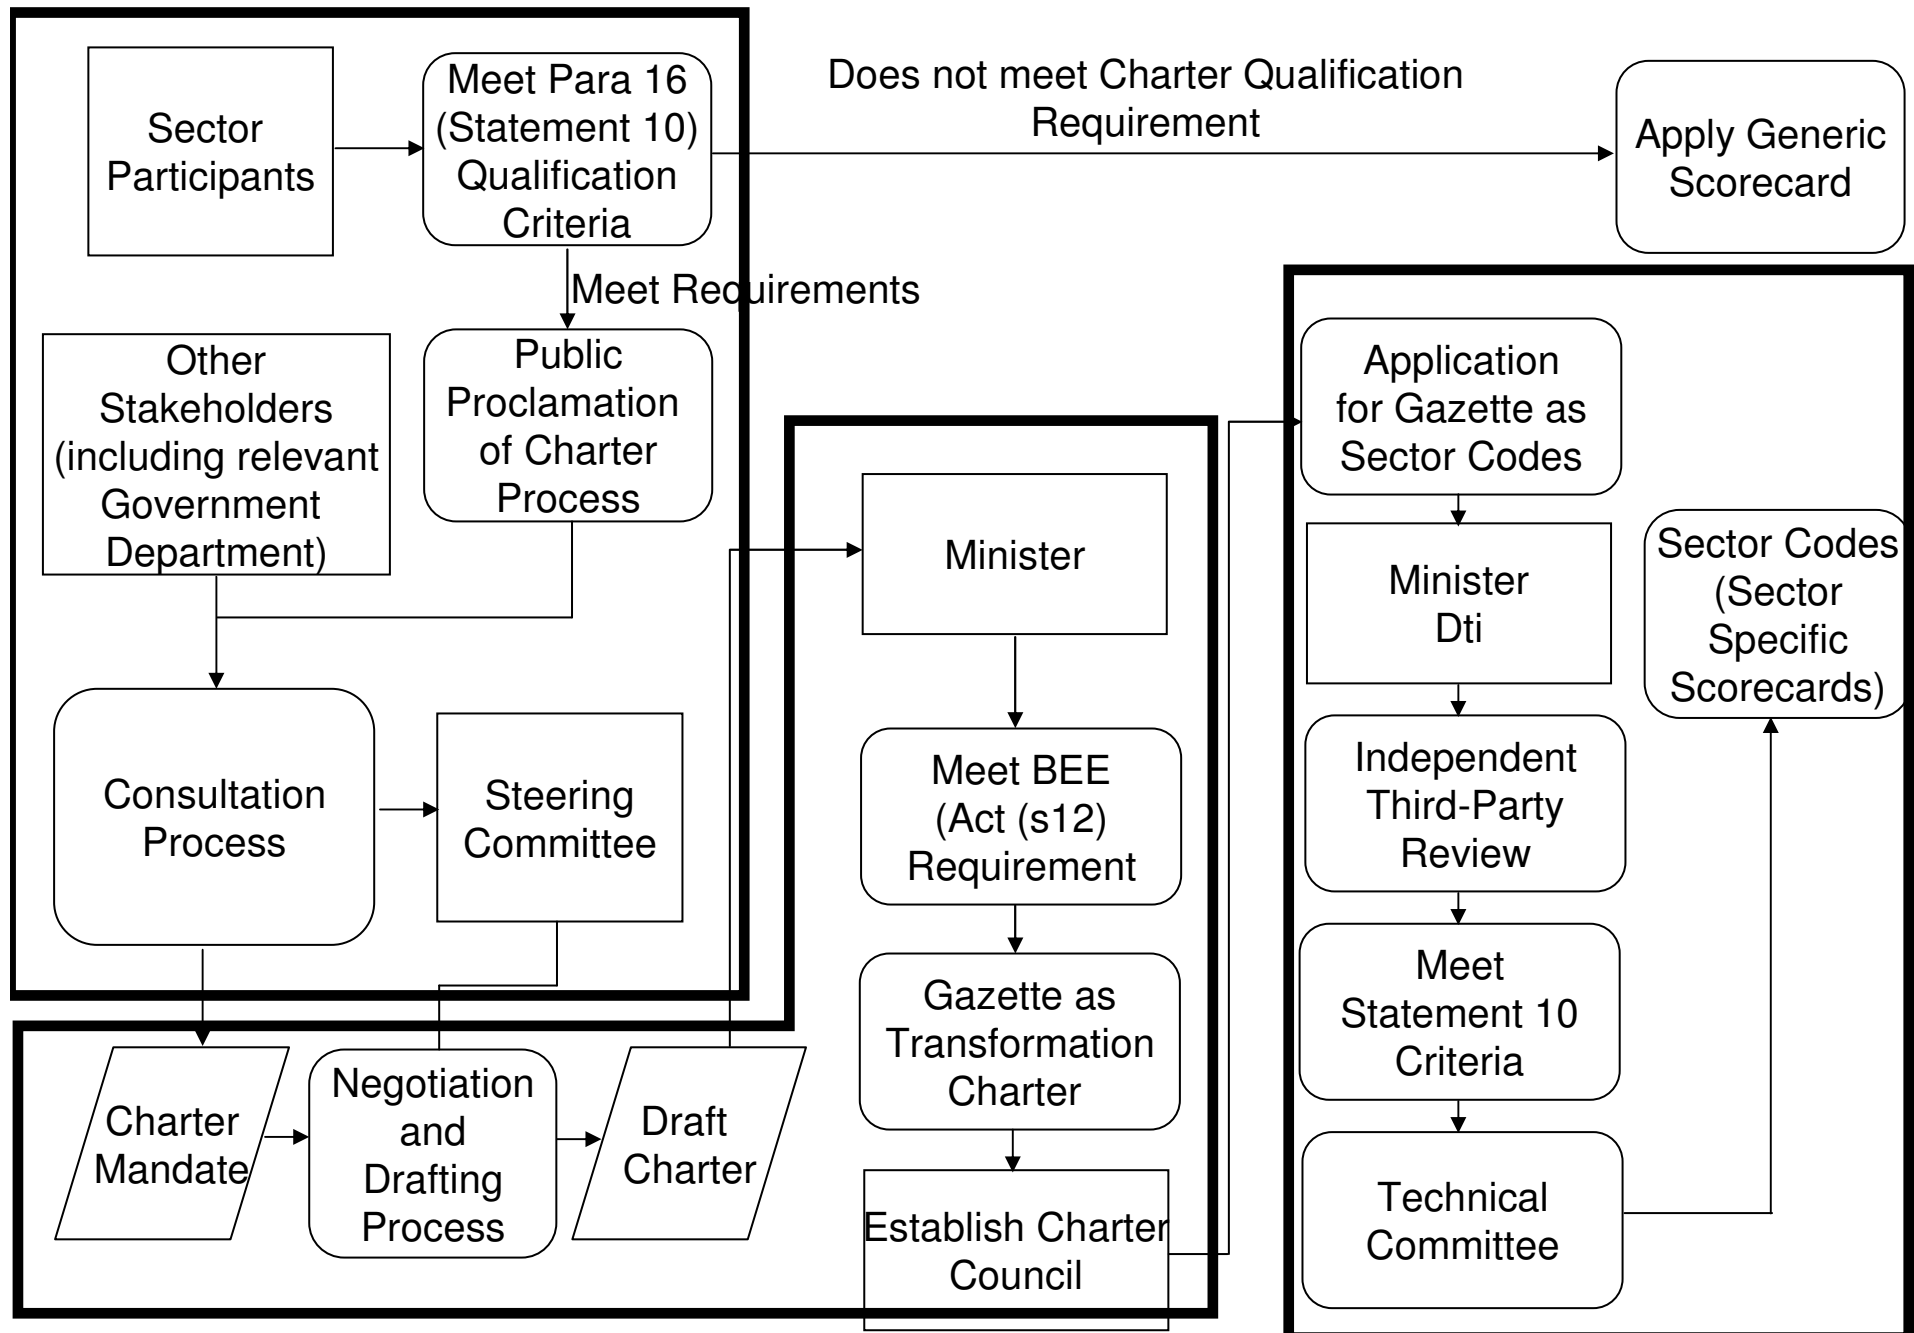 Sector
Participants
Meet Para 16
(Statement 10)
Qualification
Criteria
Does not meet Charter Qualification
Requirement
Apply Generic
Scorecard
Meet Requirements
Other
Stakeholders
(including relevant
Government
Department)
Public
Proclamation
of Charter
Process
Consultation
Process
Steering
Committee
Charter
Mandate
Negotiation
and
Drafting
Process
Draft
Charter
Minister
Meet BEE
(Act (s12)
Requirement
Gazette as
Transformation
Charter
Establish Charter
Council
Application
for Gazette as
Sector Codes
Minister
Dti
Independent
Third-Party
Review
Meet
Statement 10
Criteria
Technical
Committee
Sector Codes
(Sector
Specific
Scorecards)